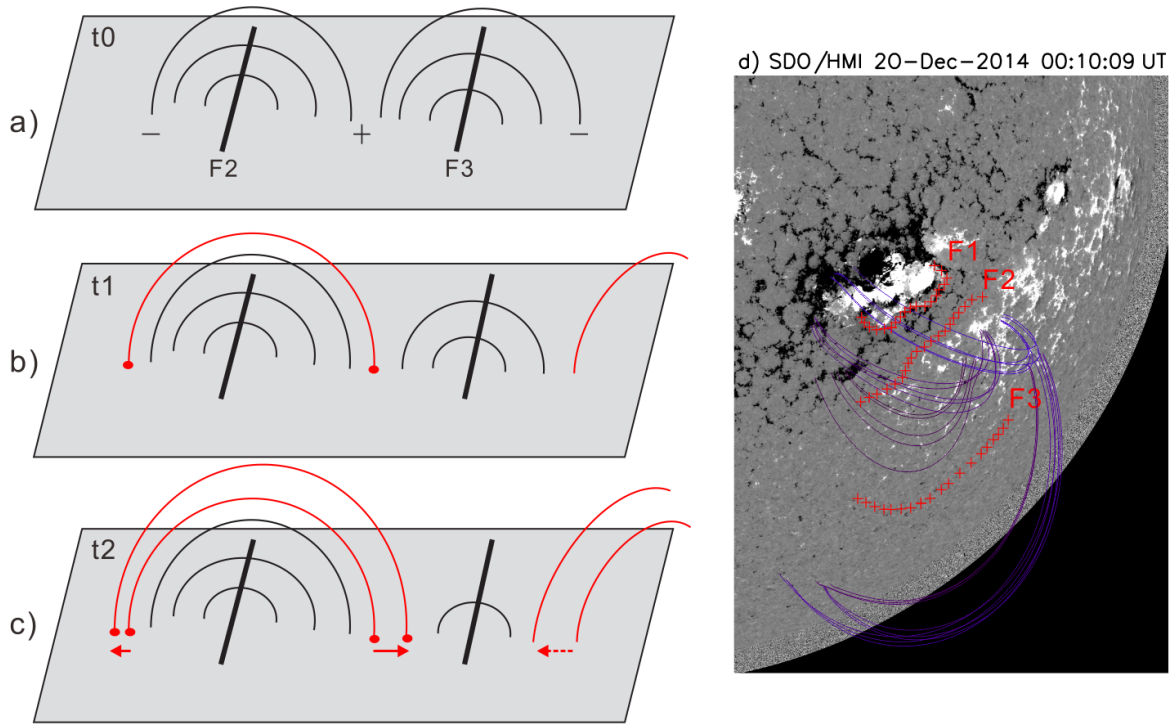 t0
a)
−
+
−
F2
F3
t1
b)
t2
c)
d) SDO/HMI 20-Dec-2014 00:10:09 UT
F1
F2
F3